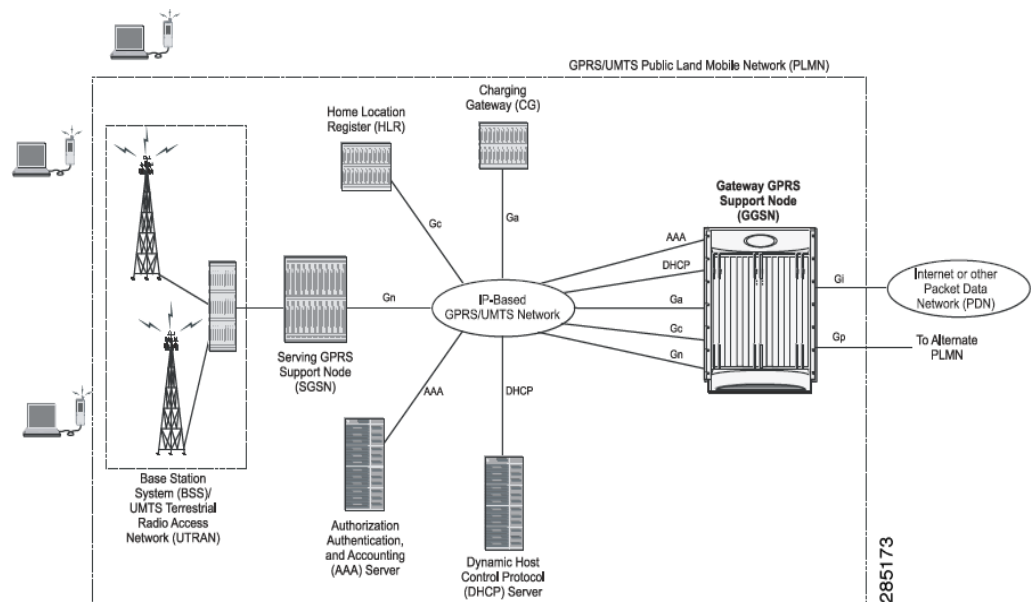 GPRS/UMTS Public Land Mobile Network (PLMN)
Home Location
Register (HLR)
Charging
Gateway (CG)
Gateway GPRS
Support Node
(GGSN)
Gc
Ga
AAA
DHCP
Ga
Gc
Gn
Gn
IP-Based
GPRS/UMTS Network
Gi
Internet or other
Packet Data
Network (PDN)
Gp
To Alternate
PLMN
Serving GPRS
Support Node
(SGSN)
AAA
DHCP
Base Station
System (BSS)/
UMTS Terrestrial
Radio Access
Network (UTRAN)
Authorization
Authentication,
and Accounting
(AAA) Server
Dynamic Host
Control Protocol
(DHCP) Server
285173